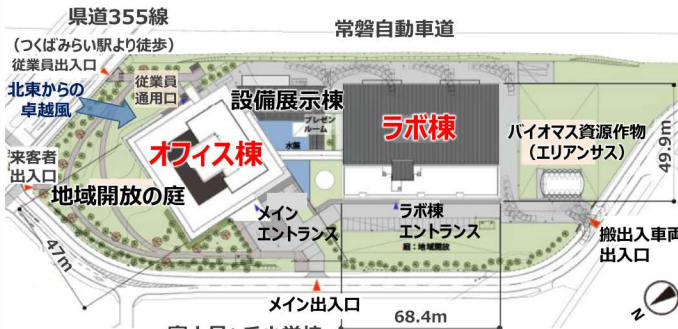 県道355線
（つくばみらい駅より徒歩）
従業員出入口
常磐自動車道
北東からの
卓越風
従業員
通用口
設備展示棟
プレゼン
ルーム
水盤
ラボ棟
オフィス棟
バイオマス資源作物
（エリアンサス）
49.9m
来客者
出入口
地域開放の庭
メイン
エントランス
ラボ棟
エントランス
庭：地域開放
搬出入車両
出入口
47m
メイン出入口
68.4m
N